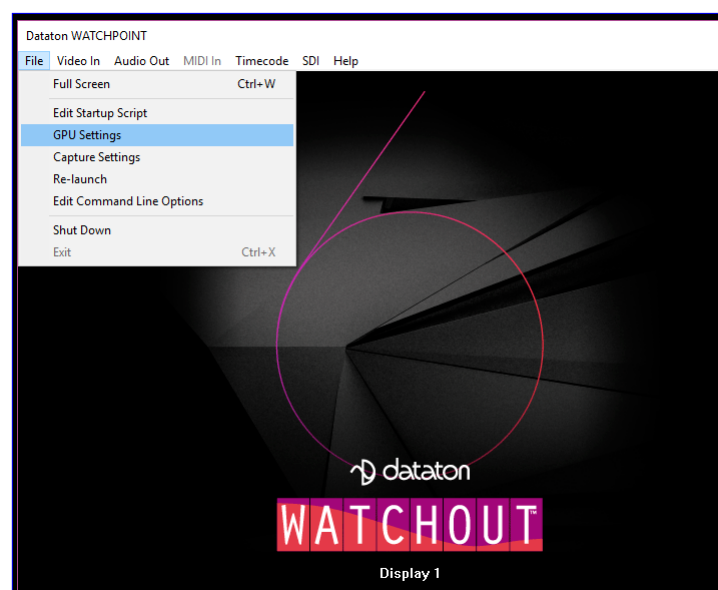 Dataton WATCHPOINT
File Video In Audio Out MIDI In Timecode SDI Help
Full Screen Ctrl+W
Edit Startup Script
GPU Settings
Capture Settings
Re-launch
Edit Command Line Options
Shut Down
Exit Ctrl+X
dataton
WATCHOUT™
Display 1